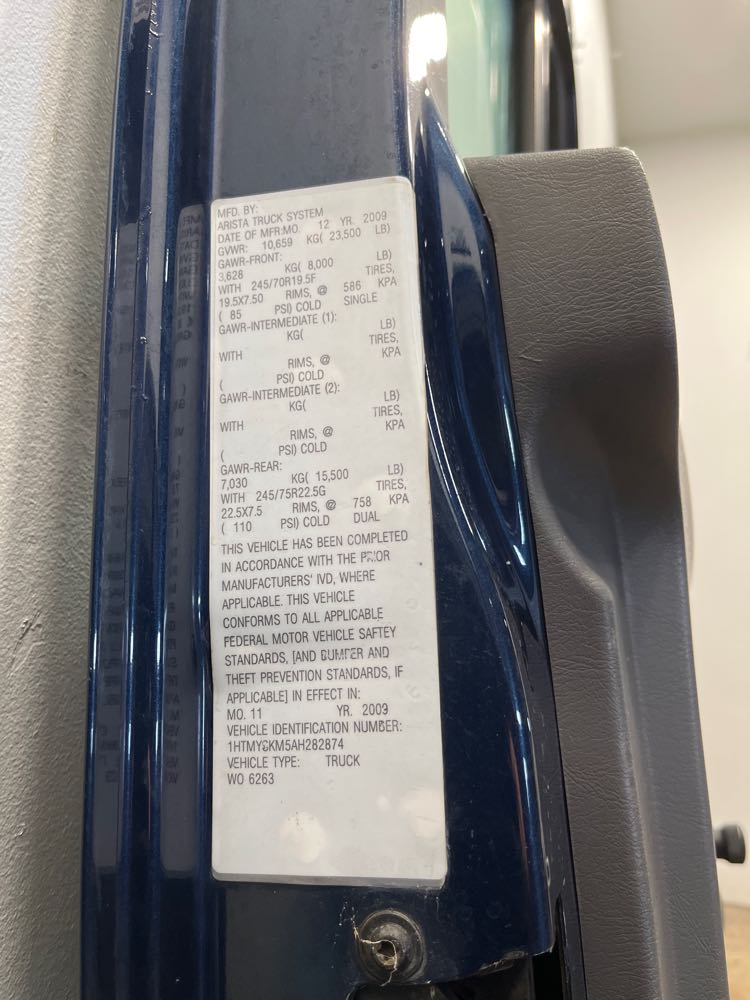 MFD. BY:
ARISTA TRUCK SYSTEM
DATE OF MFR:MO. 12 YR. 2009
GVWR: 10,659 KG( 23,500 LB)
GAWR-FRONT:
3,628 KG( 8,000 LB)
WITH 245/70R19.5F TIRES,
19.5X7.50 RIMS, @ 586 KPA
( 85 PSI) COLD SINGLE
GAWR-INTERMEDIATE (1):
KG( LB)
WITH TIRES,
RIMS, @ KPA
( PSI) COLD
GAWR-INTERMEDIATE (2):
KG( LB)
WITH TIRES,
RIMS, @ KPA
( PSI) COLD
GAWR-REAR:
7,030 KG( 15,500 LB)
WITH 245/75R22.5G TIRES,
22.5X7.5 RIMS, @ 758 KPA
( 110 PSI) COLD DUAL
THIS VEHICLE HAS BEEN COMPLETED
IN ACCORDANCE WITH THE PRIOR
MANUFACTURERS' IVD, WHERE
APPLICABLE. THIS VEHICLE
CONFORMS TO ALL APPLICABLE
FEDERAL MOTOR VEHICLE SAFTEY
STANDARDS, [AND BUMPER AND
THEFT PREVENTION STANDARDS, IF
APPLICABLE] IN EFFECT IN:
MO. 11 YR. 2009
VEHICLE IDENTIFICATION NUMBER:
VEHICLE TYPE: TRUCK
WO 6263